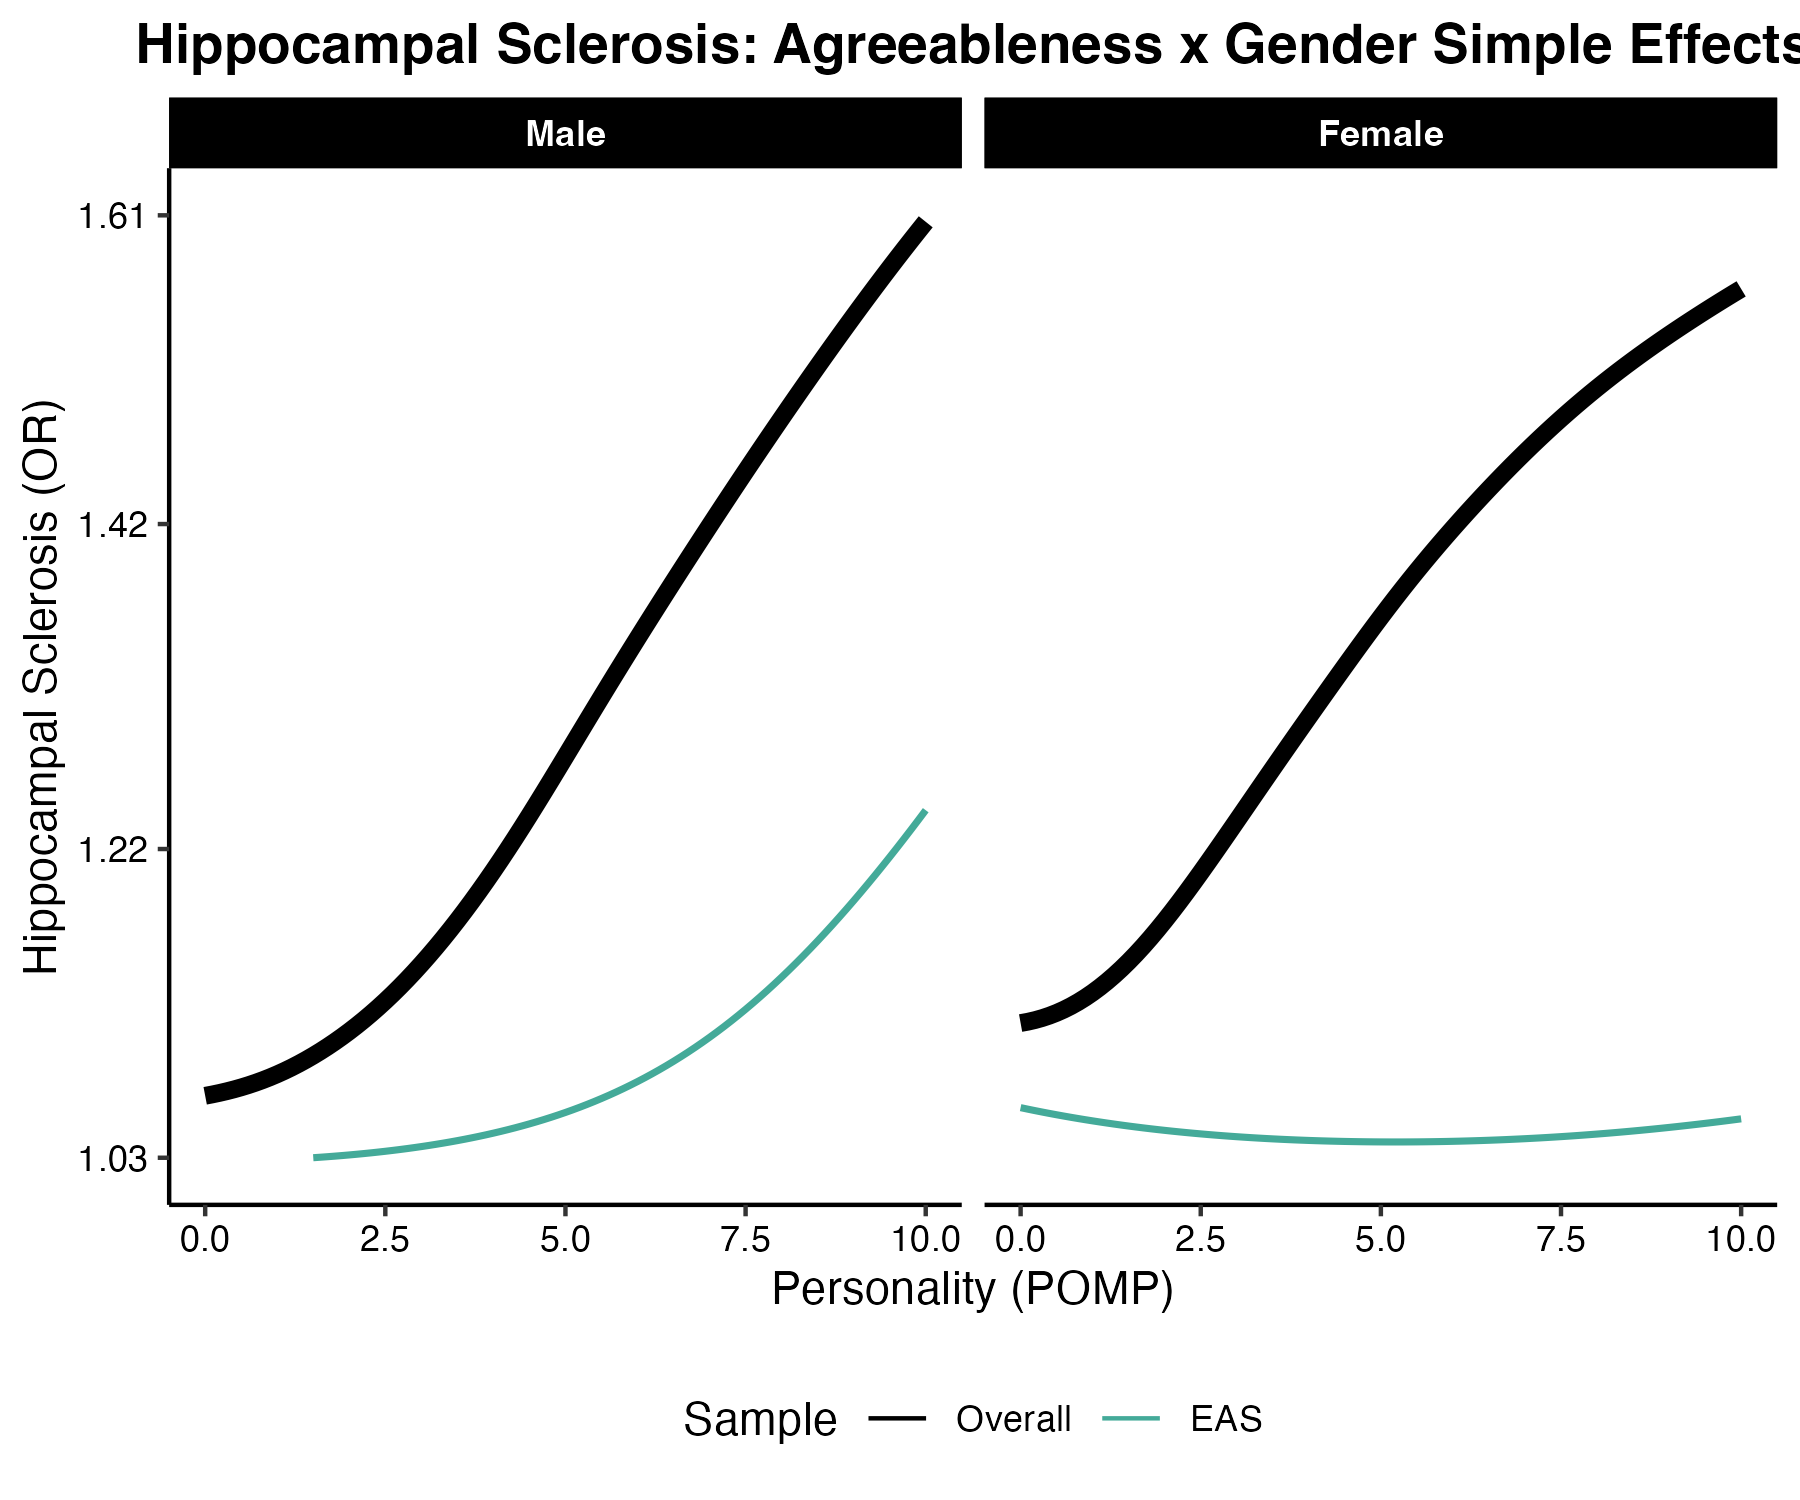 Hippocampal Sclerosis: Agreeableness x Gender Simple Effects
Male Female
Hippocampal Sclerosis (OR)
1.61
1.42
1.22
1.03
0.0 2.5 5.0 7.5 10.0 0.0 2.5 5.0 7.5 10.0
Personality (POMP)
Sample Overall EAS